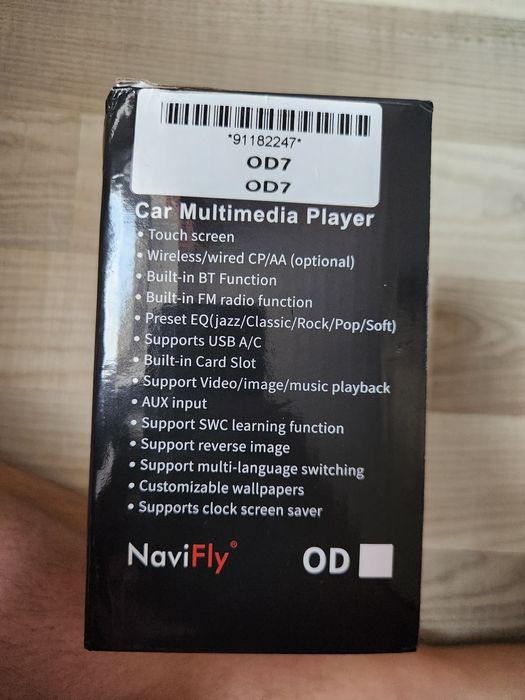 *91182247*
OD7
OD7
Car Multimedia Player
• Touch screen
• Wireless/wired CP/AA (optional)
• Built-in BT Function
• Built-in FM radio function
• Preset EQ(jazz/Classic/Rock/Pop/Soft)
• Supports USB A/C
• Built-in Card Slot
• Support Video/image/music playback
• AUX input
• Support SWC learning function
• Support reverse image
• Support multi-language switching
• Customizable wallpapers
• Supports clock screen saver
NaviFly® OD